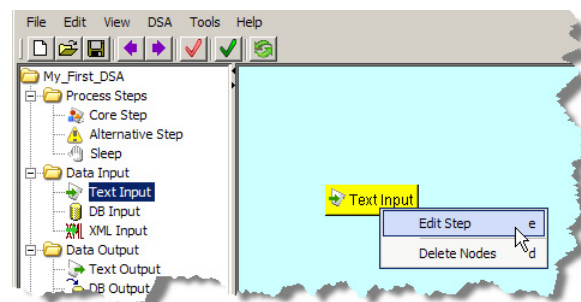 File Edit View DSA Tools Help
My_First_DSA
Process Steps
Core Step
Alternative Step
Sleep
Data Input
Text Input
DB Input
XML Input
Data Output
Text Output
DB Output
Text Input
Edit Step e
Delete Nodes d